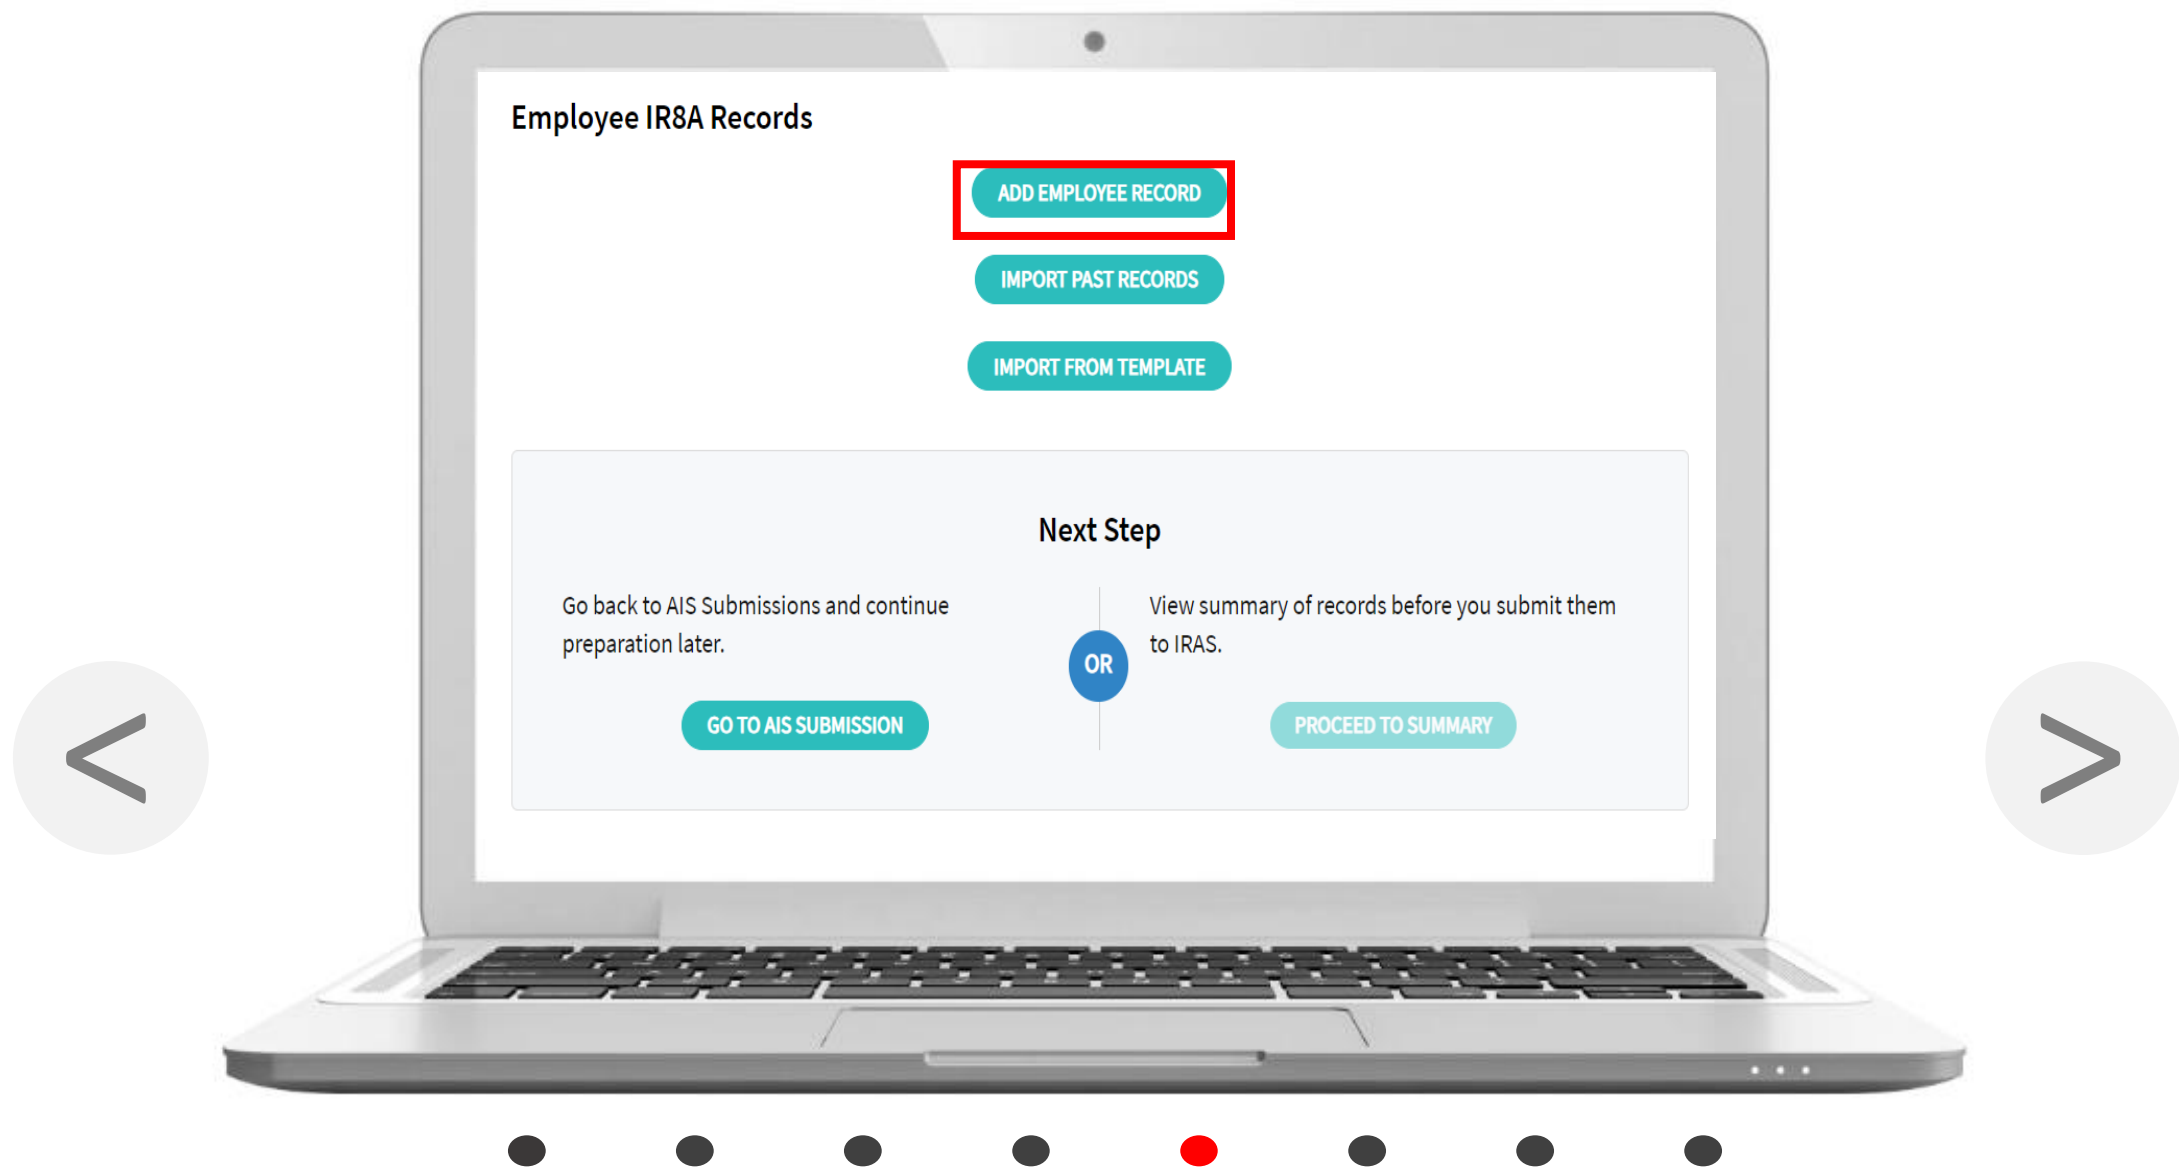 Employee IR8A Records
ADD EMPLOYEE RECORD
IMPORT PAST RECORDS
IMPORT FROM TEMPLATE
Next Step
Go back to AIS Submissions and continue
preparation later.
GO TO AIS SUBMISSION
OR
View summary of records before you submit them
to IRAS.
PROCEED TO SUMMARY
<
>